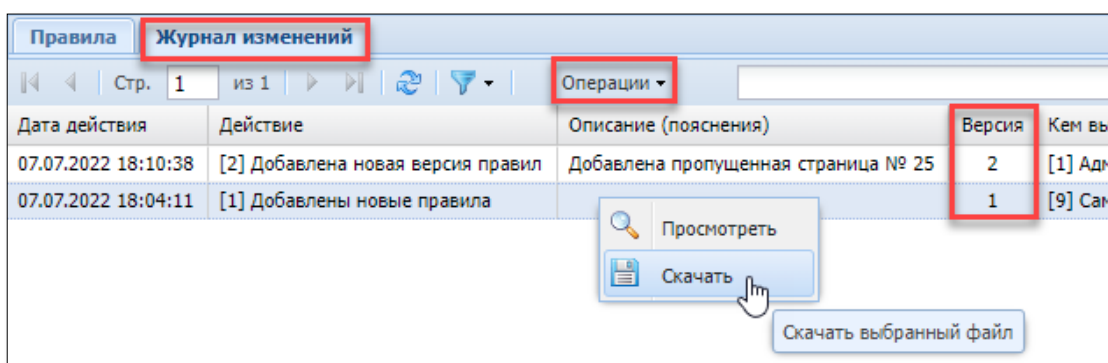 Правила Журнал изменений
Стр. 1 из 1 Операции
Дата действия Действие Описание (пояснения) Версия Кем вы
07.07.2022 18:10:38 [2] Добавлена новая версия правил Добавлена пропущенная страница № 25 2 [1] Адм
07.07.2022 18:04:11 [1] Добавлены новые правила 1 [9] Сам
Просмотреть
Скачать
Скачать выбранный файл